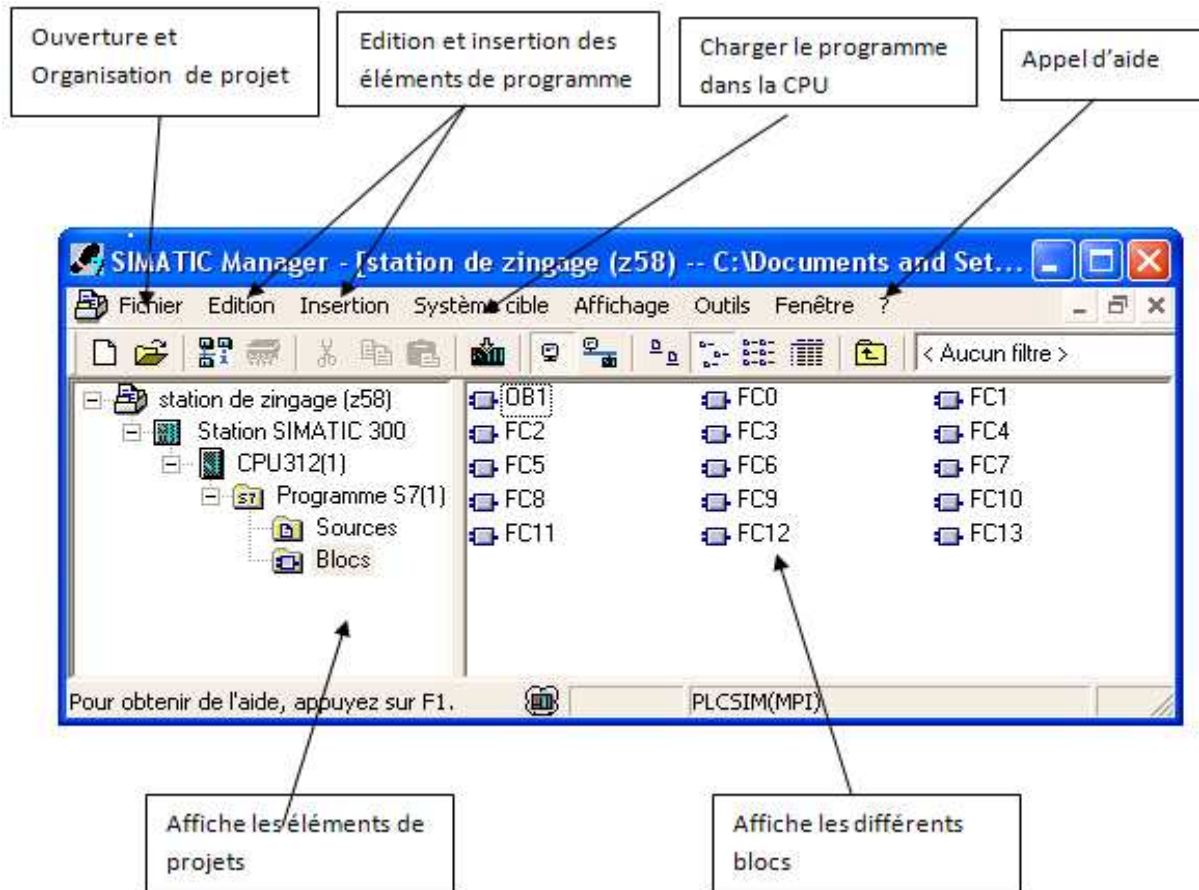 Ouverture et
Organisation de projet
Edition et insertion des
éléments de programme
Charger le programme
dans la CPU
Appel d'aide
SIMATIC Manager - [station de zingage (z58) -- C:\Documents and Set...
Fichier Edition Insertion Système cible Affichage Outils Fenêtre ?
< Aucun filtre >
station de zingage (z58)
Station SIMATIC 300
CPU312(1)
Programme S7(1)
Sources
Blocs
OB1 FC0 FC1
FC2 FC3 FC4
FC5 FC6 FC7
FC8 FC9 FC10
FC11 FC12 FC13
Pour obtenir de l'aide, appuyez sur F1. PLCSIM(MPI)
Affiche les éléments de
projets
Affiche les différents
blocs